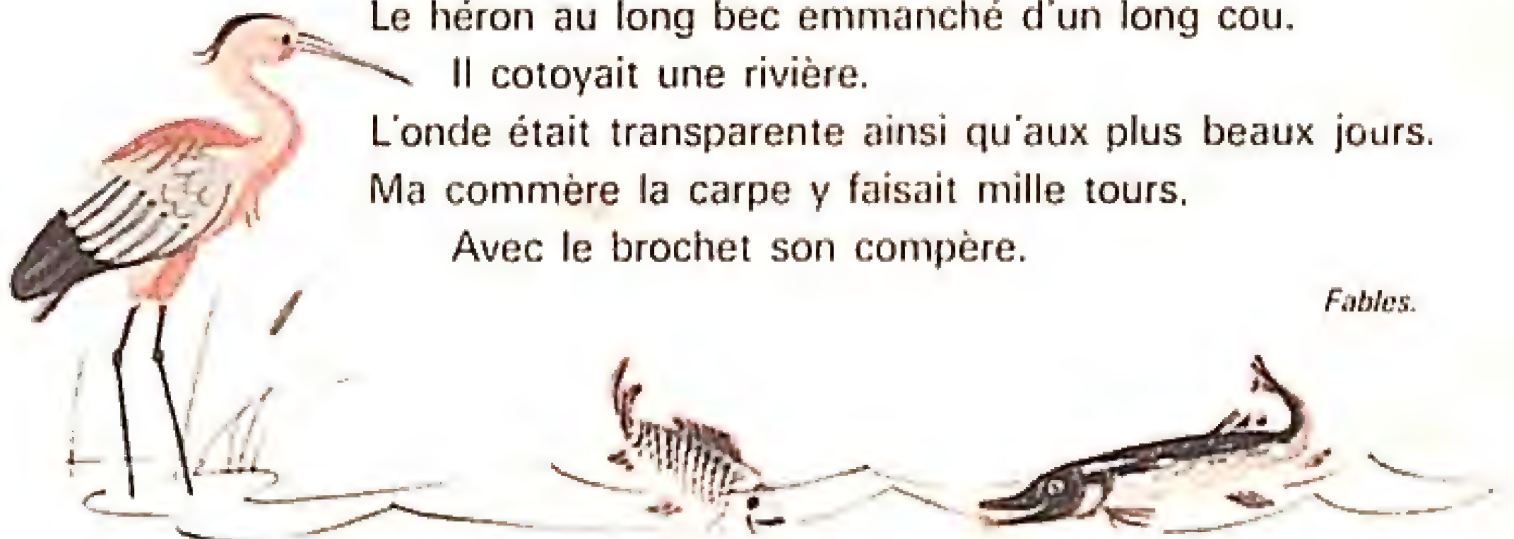 Le héron au long bec emmanché d'un long cou.
Il cotoyait une rivière.
L'onde était transparente ainsi qu'aux plus beaux jours.
Ma commère la carpe y faisait mille tours,
Avec le brochet son compère.
Fables.